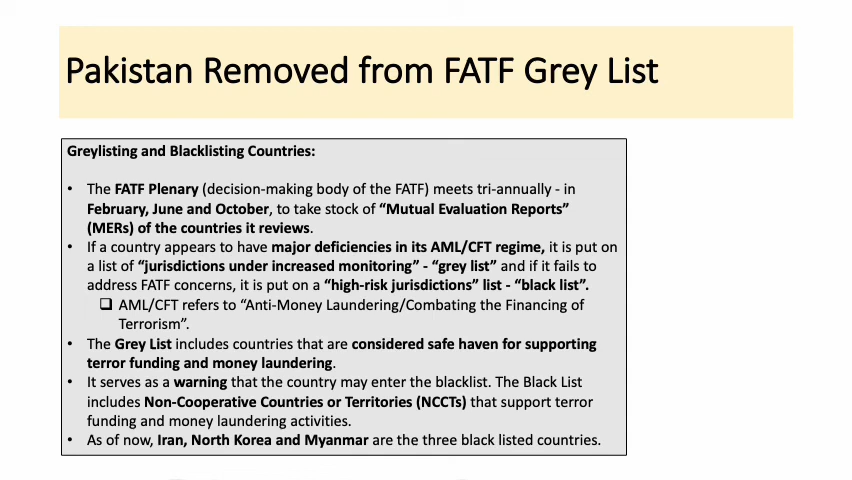 Pakistan Removed from FATF Grey List
Greylisting and Blacklisting Countries:
• The FATF Plenary (decision-making body of the FATF) meets tri-annually - in
February, June and October, to take stock of “Mutual Evaluation Reports”
(MERs) of the countries it reviews.
• If a country appears to have major deficiencies in its AML/CFT regime, it is put on
a list of “jurisdictions under increased monitoring” - “grey list” and if it fails to
address FATF concerns, it is put on a “high-risk jurisdictions” list - “black list”.
❑ AML/CFT refers to “Anti-Money Laundering/Combating the Financing of
Terrorism”.
• The Grey List includes countries that are considered safe haven for supporting
terror funding and money laundering.
• It serves as a warning that the country may enter the blacklist. The Black List
includes Non-Cooperative Countries or Territories (NCCTs) that support terror
funding and money laundering activities.
• As of now, Iran, North Korea and Myanmar are the three black listed countries.